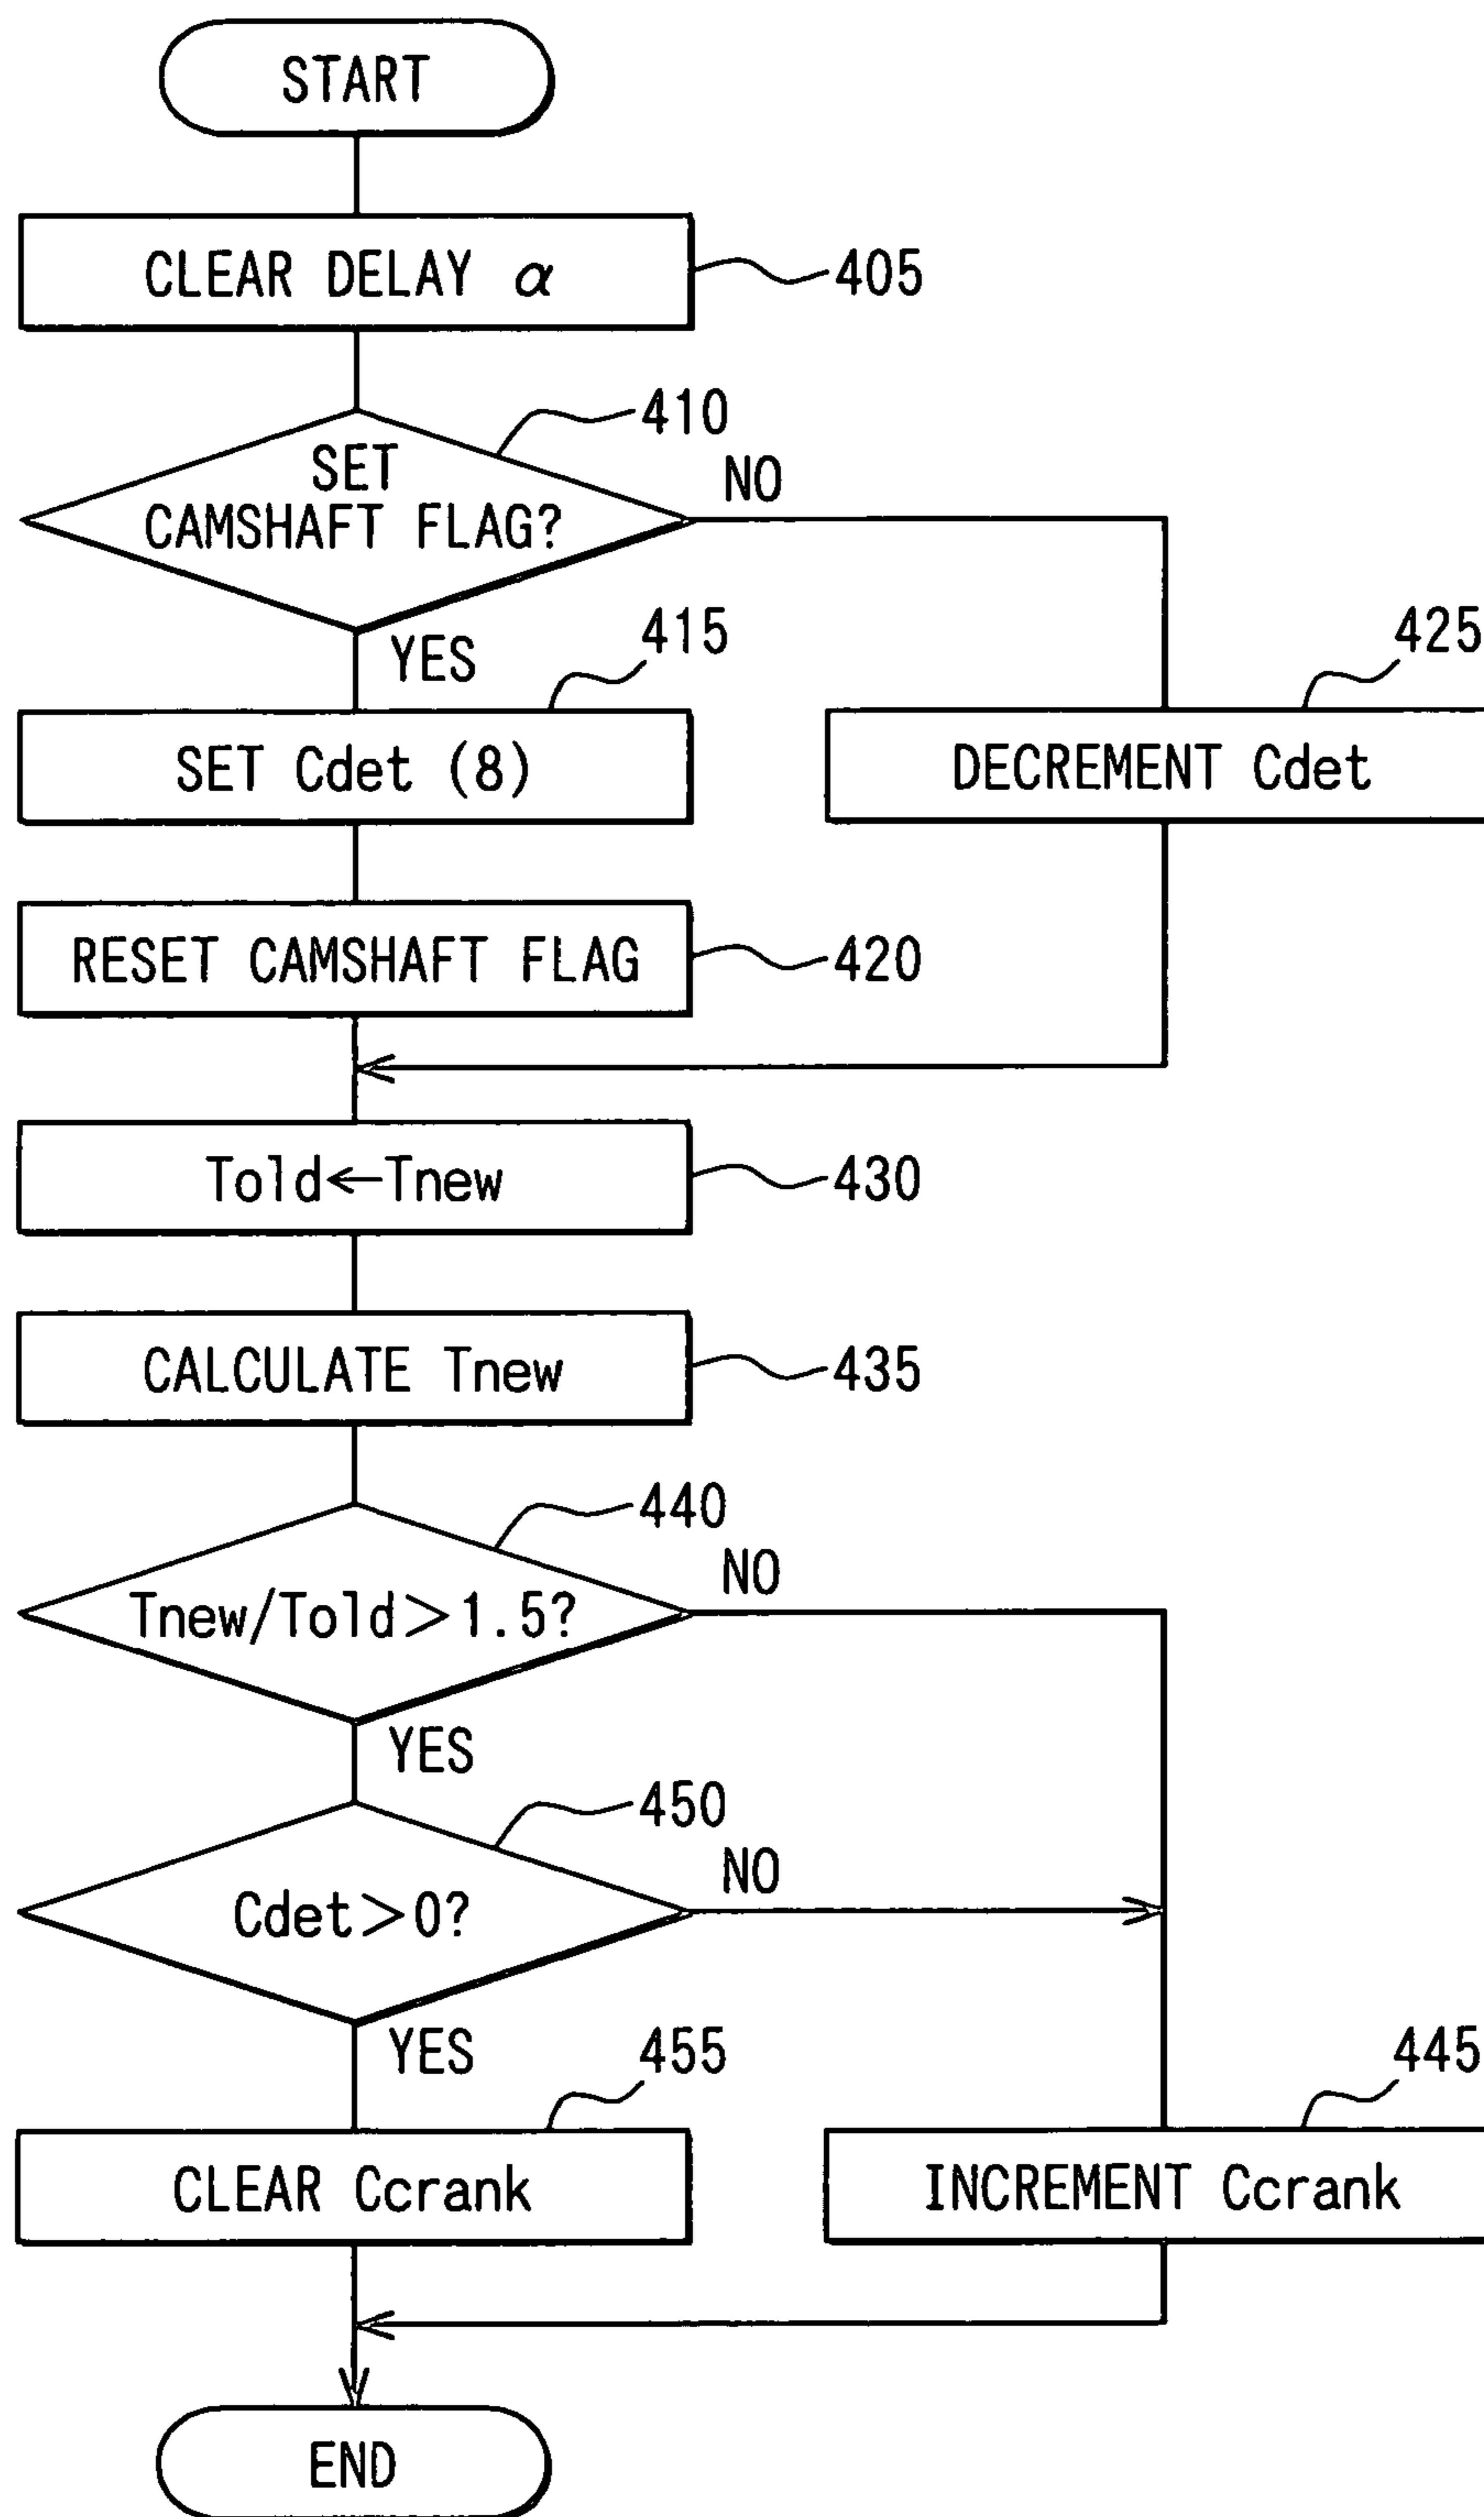 START
CLEAR DELAY α
405
410
SET
CAMSHAFT FLAG?
NO
YES
415
425
SET Cdet (8)
DECREMENT Cdet
RESET CAMSHAFT FLAG
420
Told←Tnew
430
CALCULATE Tnew
435
440
NO
Tnew/Told>1.5?
YES
450
NO
Cdet>0?
YES
455
445
CLEAR Ccrank
INCREMENT Ccrank
END